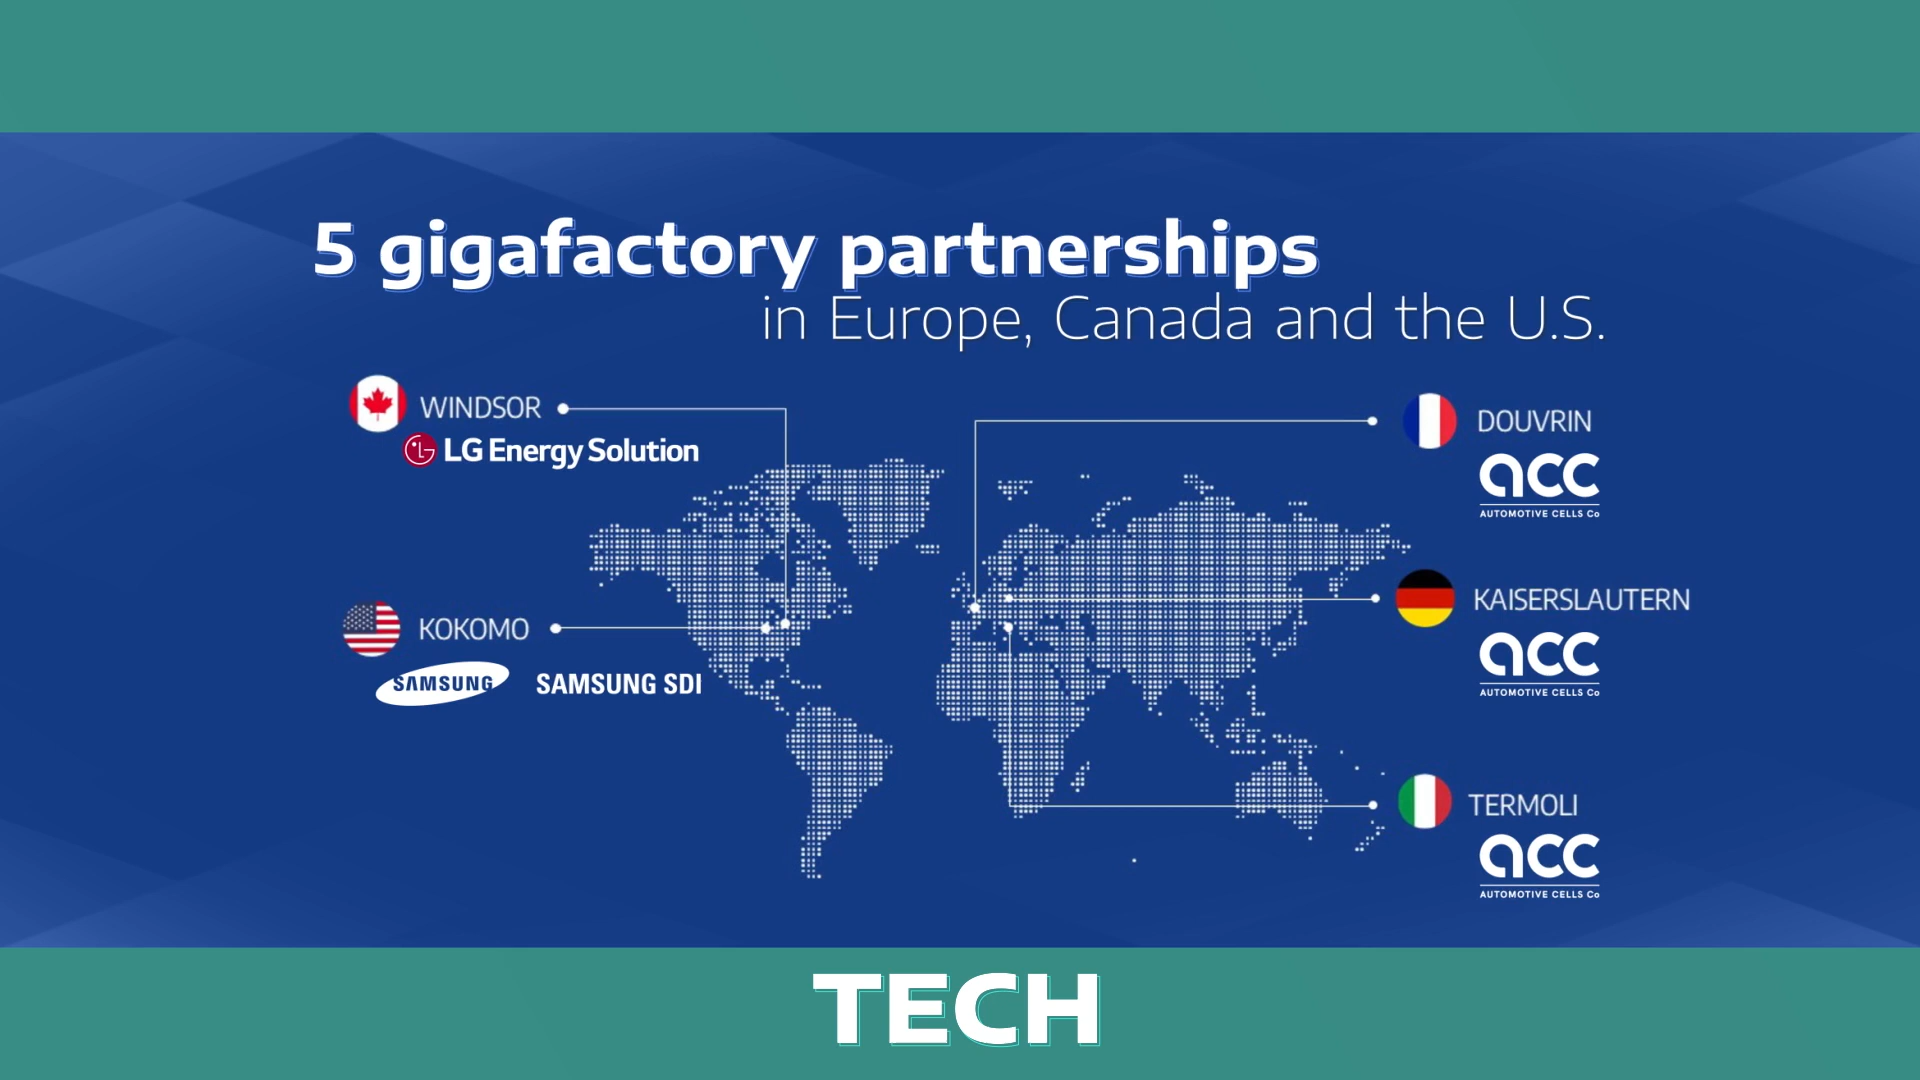 5 gigafactory partnerships
in Europe, Canada and the U.S.
WINDSOR
LG LG Energy Solution
KOKOMO
SAMSUNG SAMSUNG SDI
DOUVRIN
acc
AUTOMOTIVE CELLS Co
KAISERSLAUTERN
acc
AUTOMOTIVE CELLS Co
TERMOLI
acc
AUTOMOTIVE CELLS Co
TECH